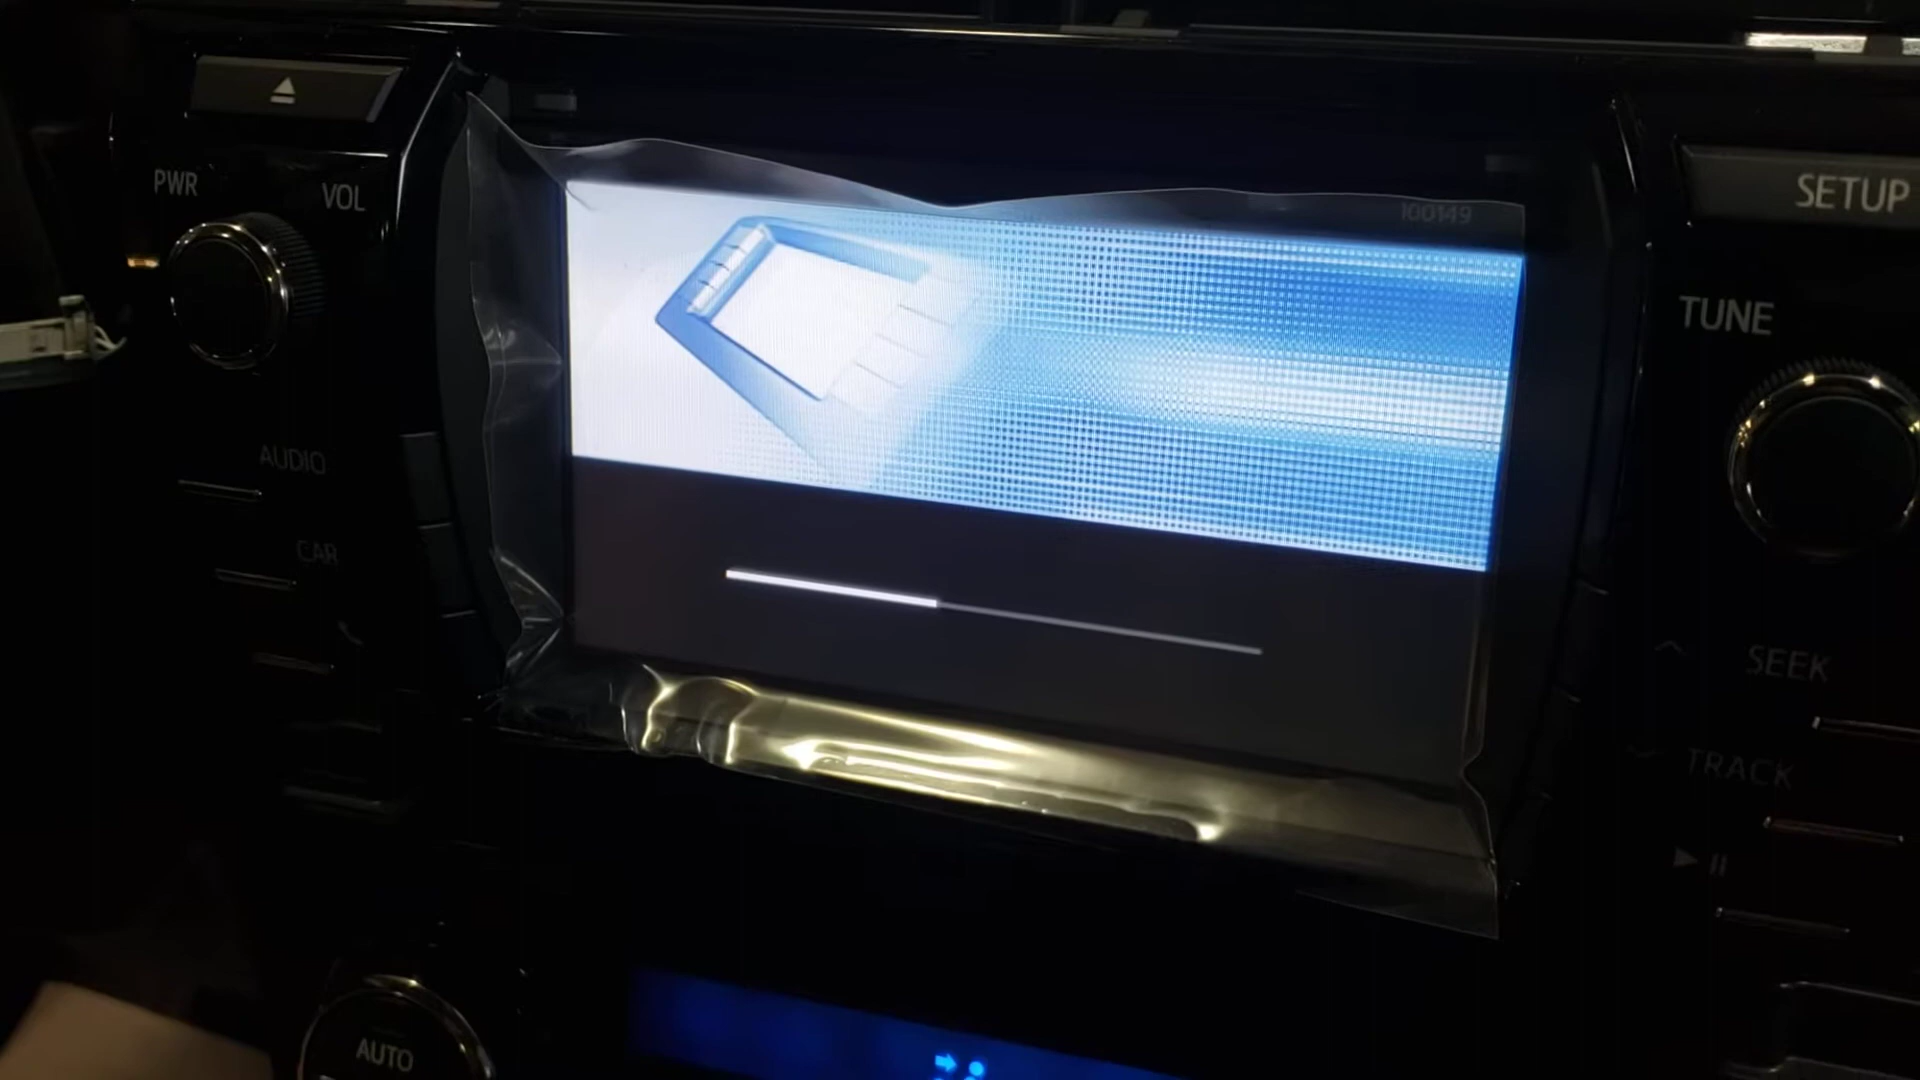 PWR
VOL
SETUP
100149
TUNE
AUDIO
CAR
SEEK
TRACK
AUTO